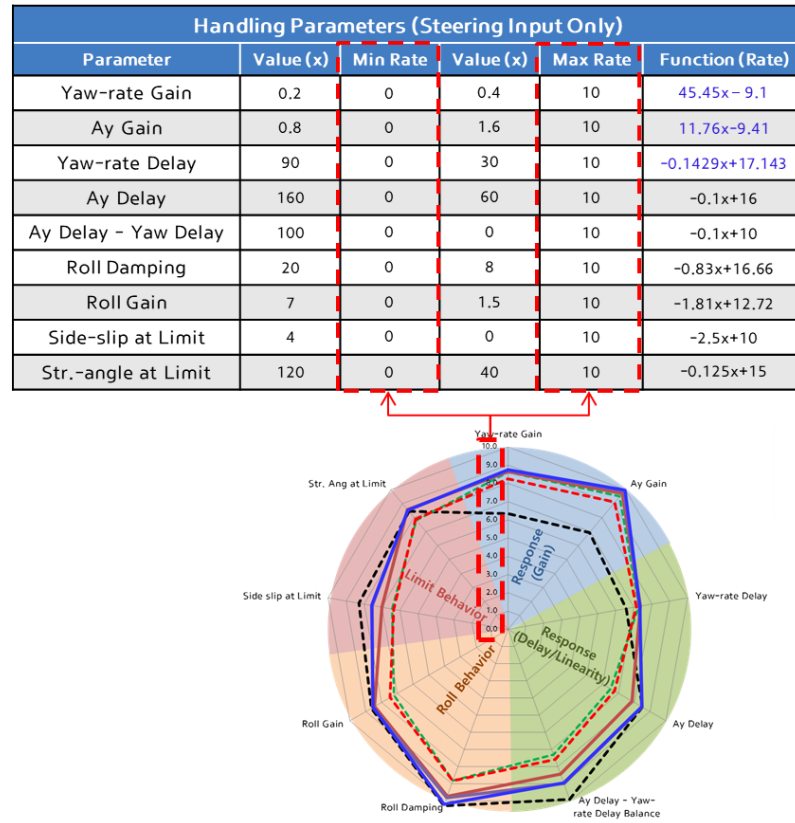 Handling Parameters (Steering Input Only)
Parameter Value (x) Min Rate Value (x) Max Rate Function (Rate)
Yaw-rate Gain 0.2 0 0.4 10 45.45x – 9.1
Ay Gain 0.8 0 1.6 10 11.76x-9.41
Yaw-rate Delay 90 0 30 10 -0.1429x+17.143
Ay Delay 160 0 60 10 -0.1x+16
Ay Delay - Yaw Delay 100 0 0 10 -0.1x+10
Roll Damping 20 0 8 10 -0.83x+16.66
Roll Gain 7 0 1.5 10 -1.81x+12.72
Side-slip at Limit 4 0 0 10 -2.5x+10
Str.-angle at Limit 120 0 40 10 -0.125x+15
Yaw-rate Gain
10.0
9.0
8.0
7.0
6.0
5.0
4.0
3.0
2.0
1.0
0.0
Str. Ang at Limit
Ay Gain
Response
(Gain)
Limit Behavior
Side slip at Limit
Yaw-rate Delay
Response
(Delay/Linearity)
Roll Behavior
Roll Gain
Ay Delay
Roll Damping
Ay Delay - Yaw-
rate Delay Balance